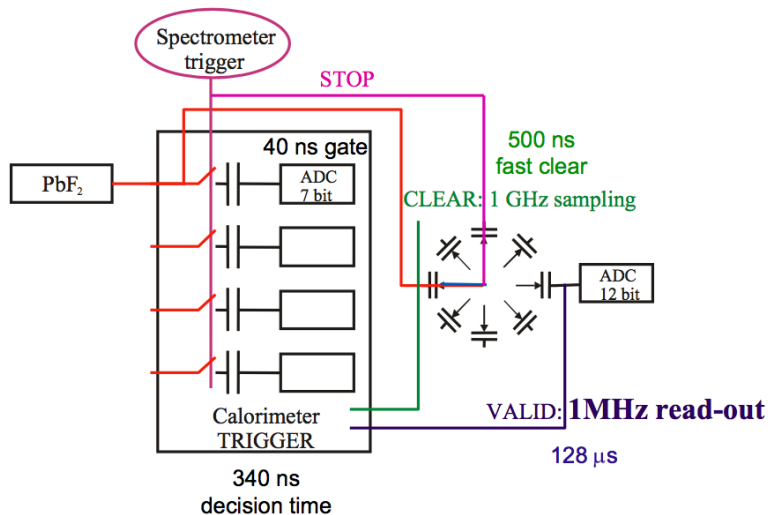 Spectrometer
trigger
STOP
40 ns gate
500 ns
fast clear
PbF₂
ADC
7 bit
CLEAR: 1 GHz sampling
ADC
12 bit
Calorimeter
TRIGGER
VALID: 1MHz read-out
128 μs
340 ns
decision time